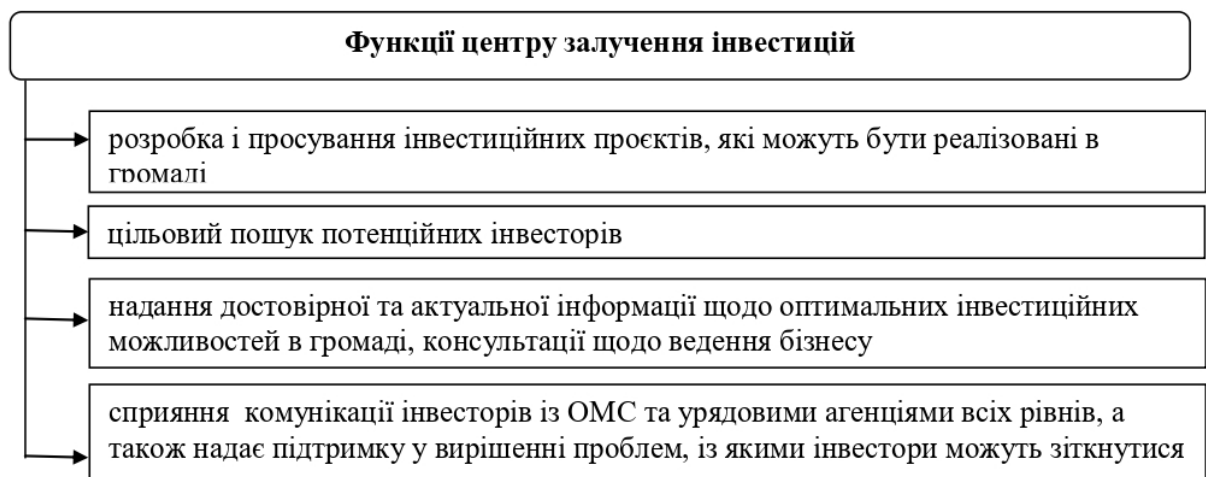 Функції центру залучення інвестицій
розробка і просування інвестиційних проєктів, які можуть бути реалізовані в
громаді
цільовий пошук потенційних інвесторів
надання достовірної та актуальної інформації щодо оптимальних інвестиційних
можливостей в громаді, консультації щодо ведення бізнесу
сприяння комунікації інвесторів із ОМС та урядовими агенціями всіх рівнів, а
також надає підтримку у вирішенні проблем, із якими інвестори можуть зіткнутися